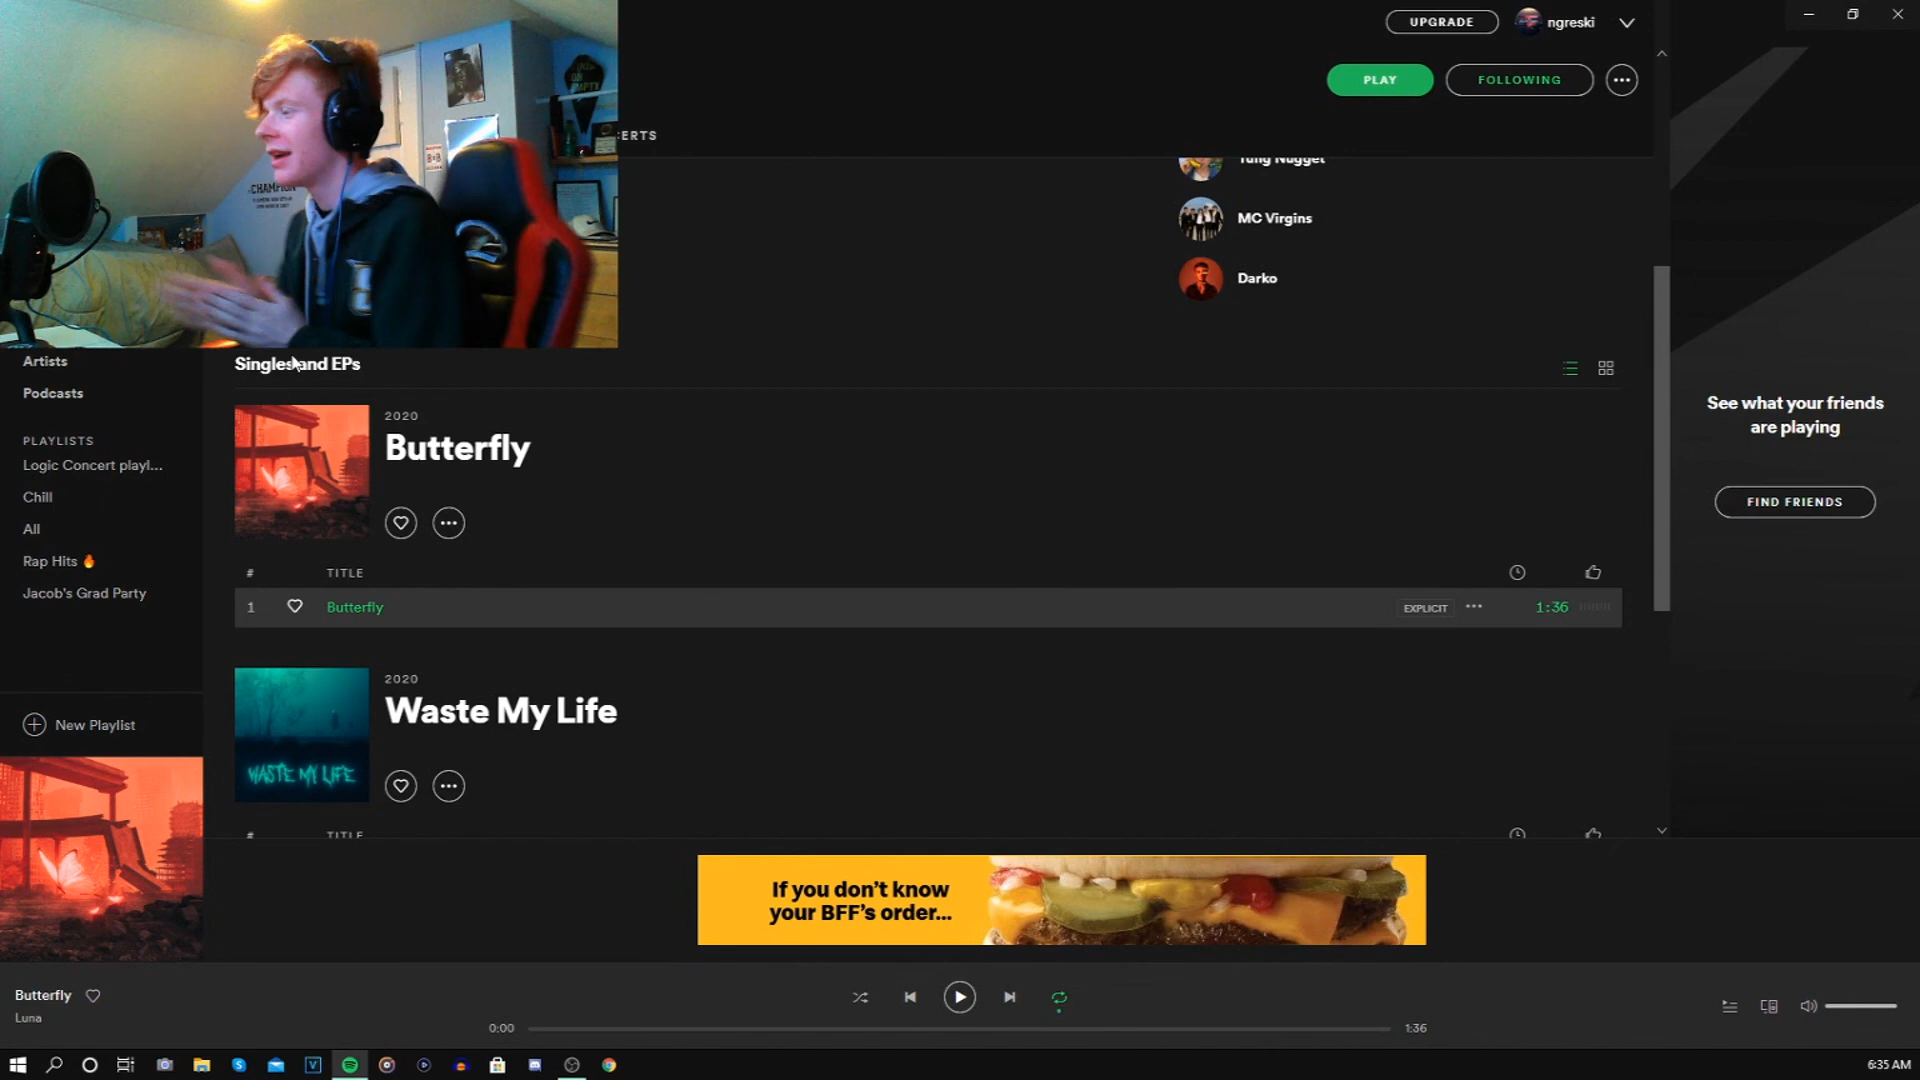 UPGRADE
ngreski
PLAY
FOLLOWING
ERTS
Yung Nugget
MC Virgins
Darko
CHAMPION
Artists
Podcasts
PLAYLISTS
Logic Concert playl...
Chill
All
Rap Hits 🔥
Jacob's Grad Party
New Playlist
Singles and EPs
2020
Butterfly
# TITLE
1 Butterfly EXPLICIT 1:36
2020
Waste My Life
WASTE MY LIFE
# TITLE
See what your friends
are playing
FIND FRIENDS
If you don't know
your BFF's order...
Butterfly
Luna
0:00
1:36
6:35 AM